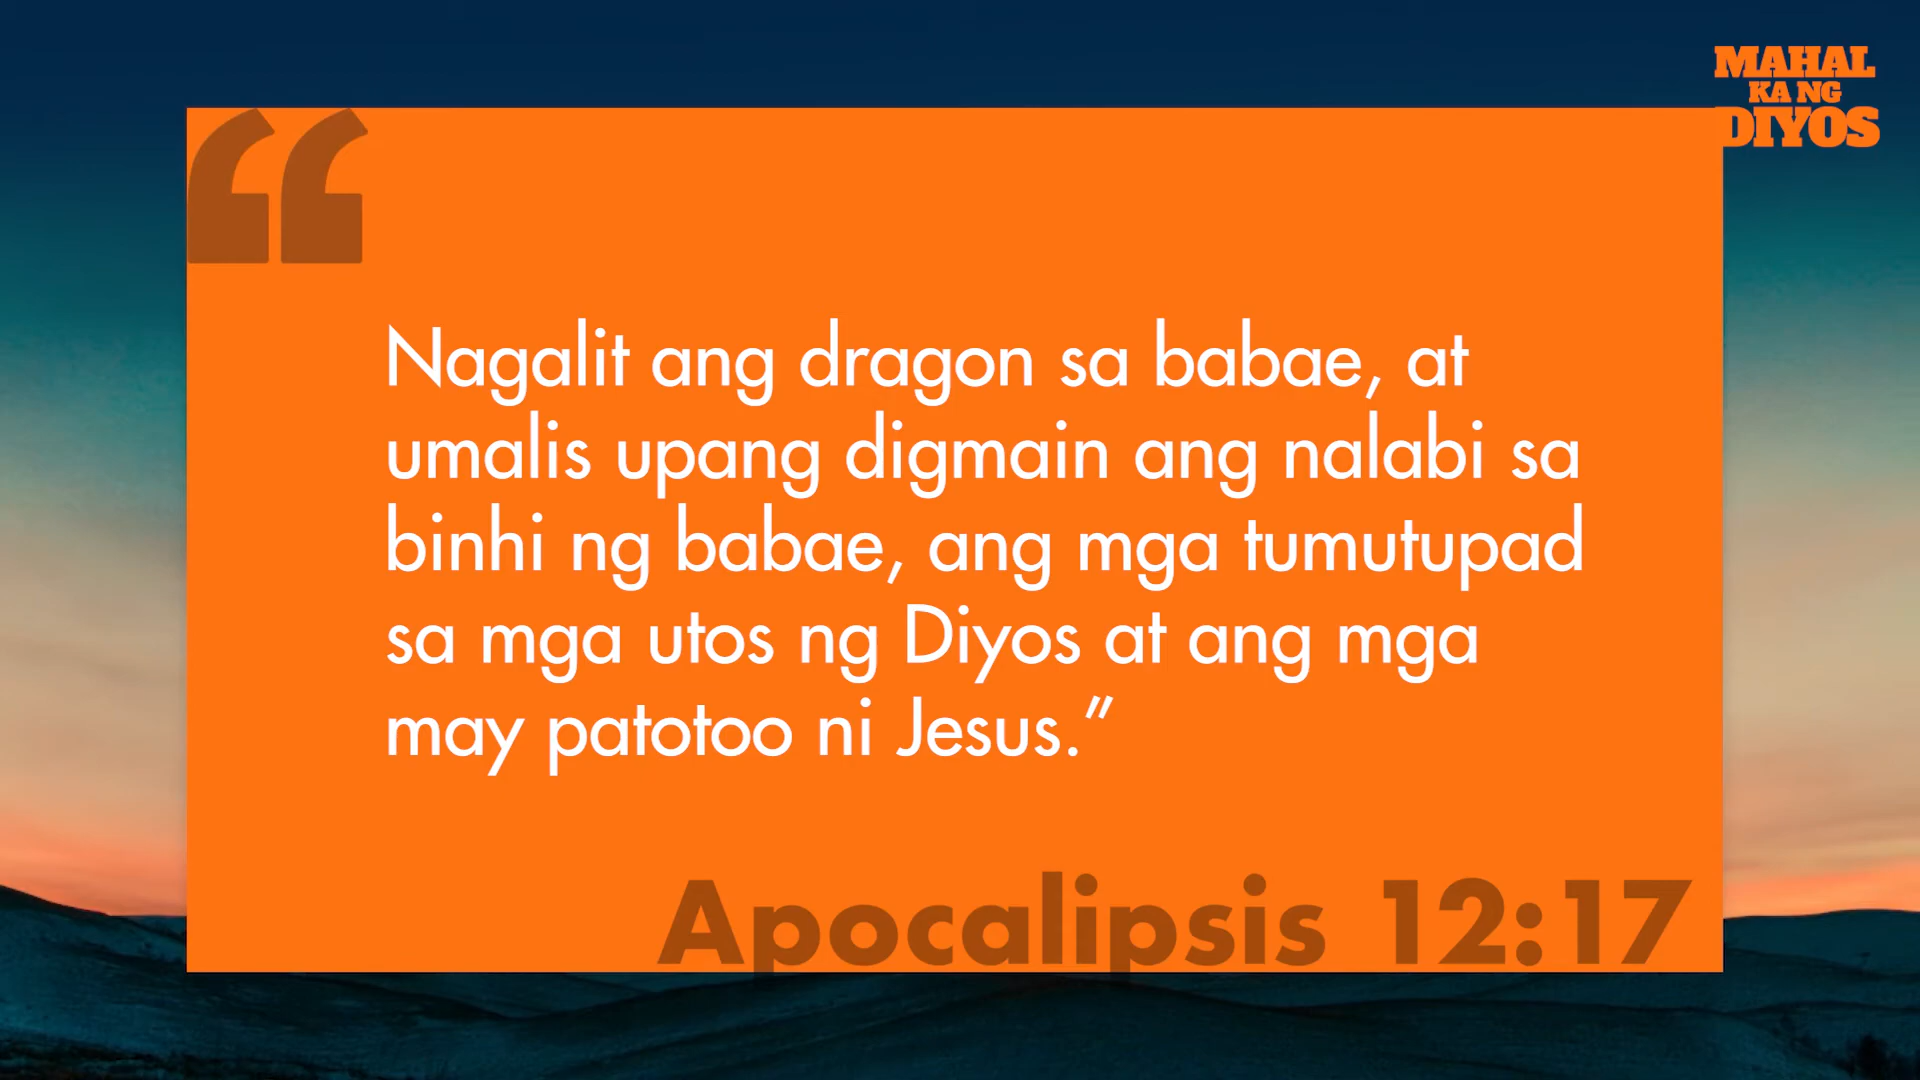 MAHAL
KA NG
DIYOS
“
Nagalit ang dragon sa babae, at
umalis upang digmain ang nalabi sa
binhi ng babae, ang mga tumutupad
sa mga utos ng Diyos at ang mga
may patotoo ni Jesus.”
Apocalipsis 12:17